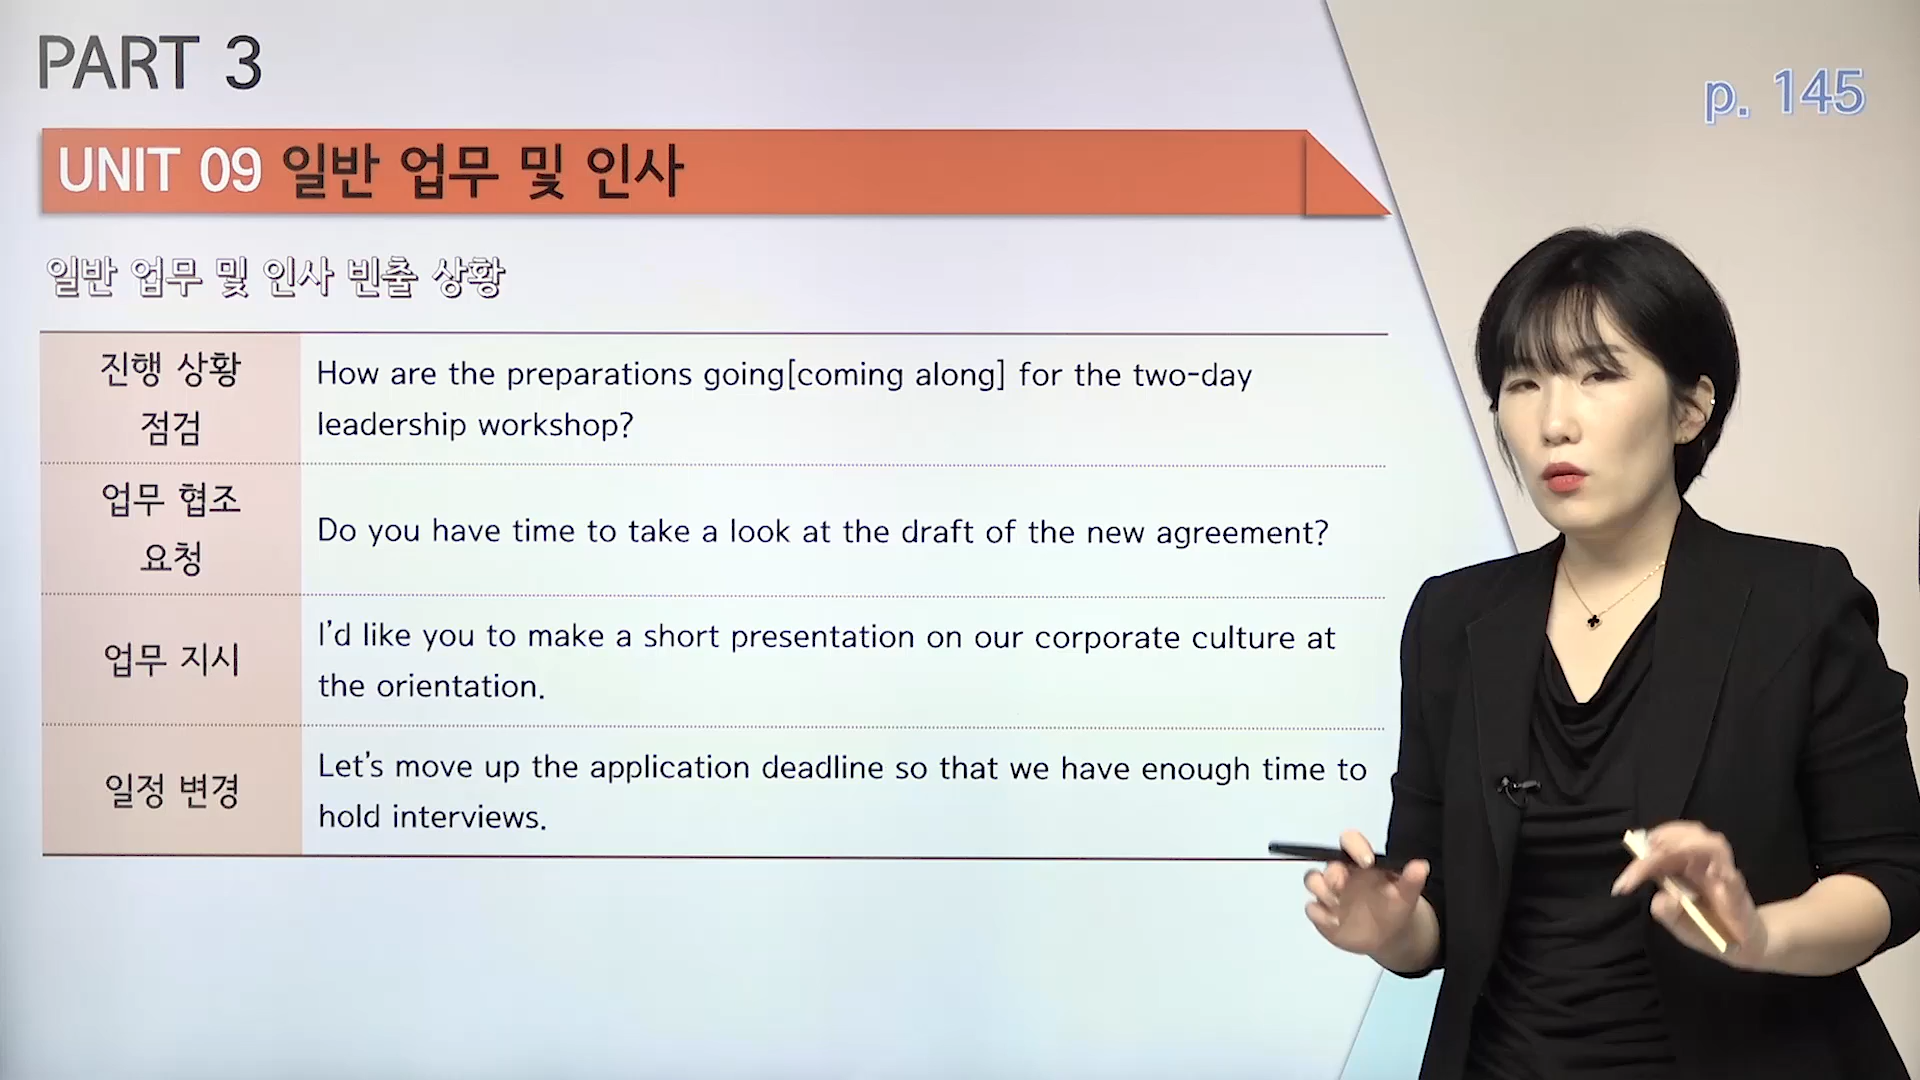 PART 3
p. 145
UNIT 09 일반 업무 및 인사
일반 업무 및 인사 빈출 상황
진행 상황
점검
How are the preparations going[coming along] for the two-day
leadership workshop?
업무 협조
요청
Do you have time to take a look at the draft of the new agreement?
업무 지시
I'd like you to make a short presentation on our corporate culture at
the orientation.
일정 변경
Let's move up the application deadline so that we have enough time to
hold interviews.